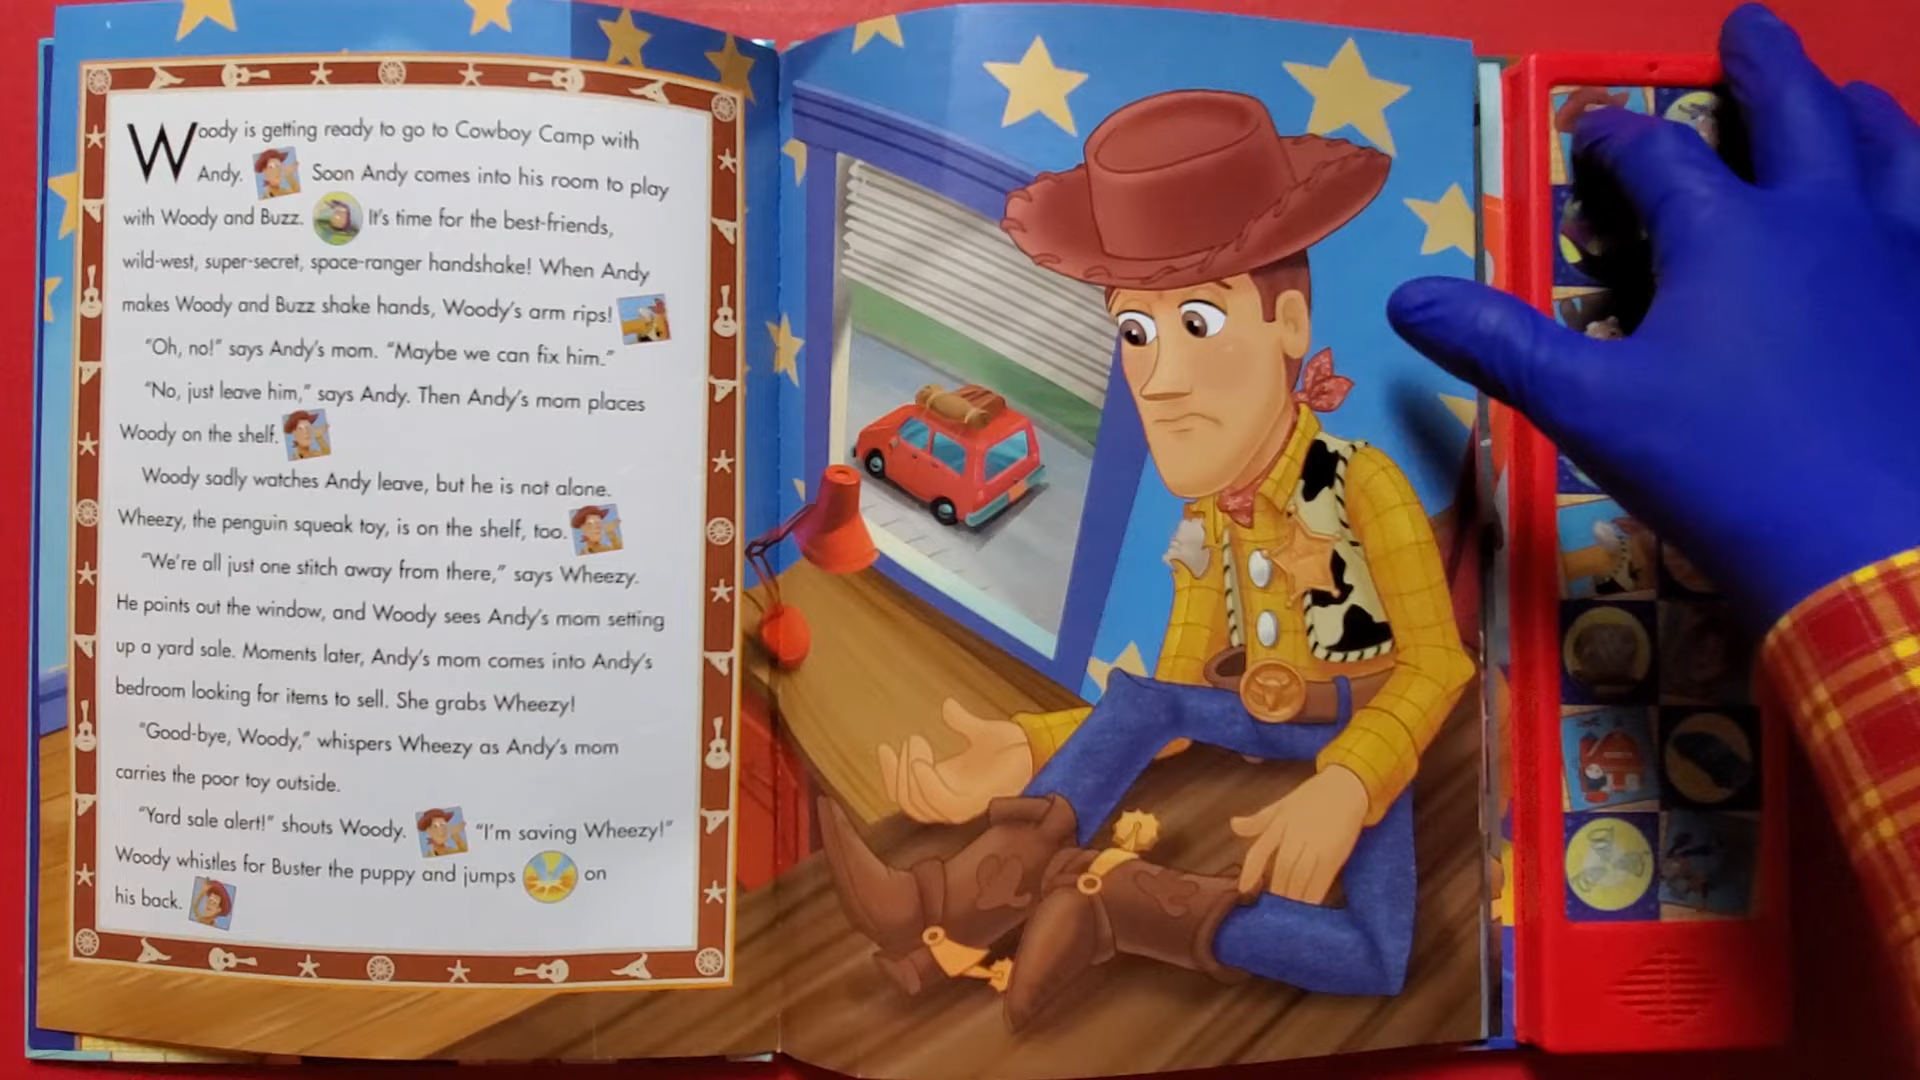 Woody is getting ready to go to Cowboy Camp with
Andy. Soon Andy comes into his room to play
with Woody and Buzz. It's time for the best-friends,
wild-west, super-secret, space-ranger handshake! When Andy
makes Woody and Buzz shake hands, Woody's arm rips!
"Oh, no!" says Andy's mom. "Maybe we can fix him."
"No, just leave him," says Andy. Then Andy's mom places
Woody on the shelf.
Woody sadly watches Andy leave, but he is not alone.
Wheezy, the penguin squeak toy, is on the shelf, too.
"We're all just one stitch away from there," says Wheezy.
He points out the window, and Woody sees Andy's mom setting
up a yard sale. Moments later, Andy's mom comes into Andy's
bedroom looking for items to sell. She grabs Wheezy!
"Good-bye, Woody," whispers Wheezy as Andy's mom
carries the poor toy outside.
"Yard sale alert!" shouts Woody. "I'm saving Wheezy!"
Woody whistles for Buster the puppy and jumps on
his back.